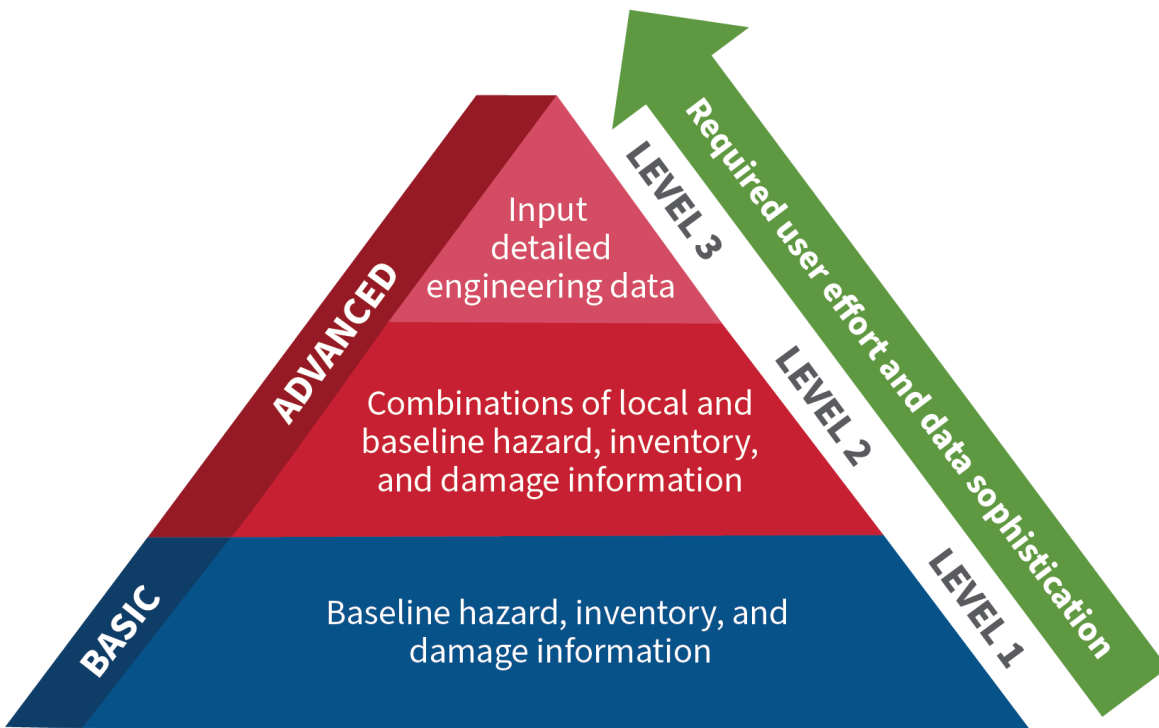 Required user effort and data sophistication
LEVEL 3
Input
detailed
engineering data
ADVANCED
LEVEL 2
Combinations of local and
baseline hazard, inventory,
and damage information
LEVEL 1
BASIC
Baseline hazard, inventory, and
damage information